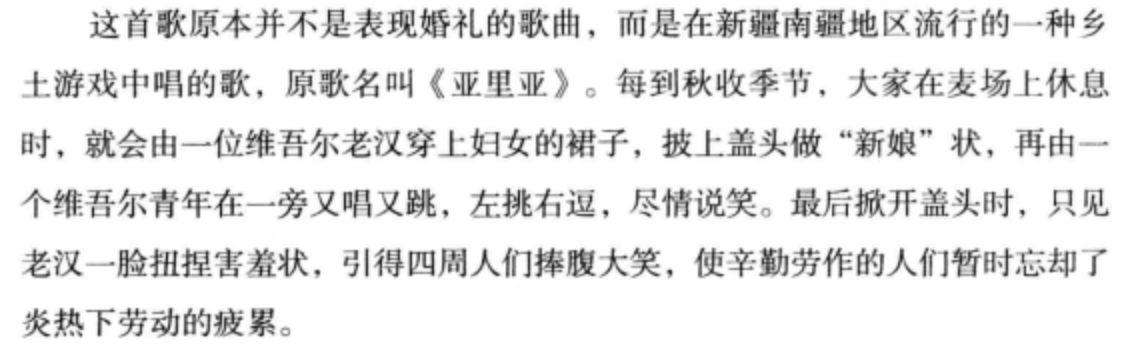 这首歌原本并不是表现婚礼的歌曲，而是在新疆南疆地区流行的一种乡
土游戏中唱的歌，原歌名叫《亚里亚》。每到秋收季节，大家在麦场上休息
时，就会由一位维吾尔老汉穿上妇女的裙子，披上盖头做“新娘”状，再由一
个维吾尔青年在一旁又唱又跳，左挑右逗，尽情说笑。最后掀开盖头时，只见
老汉一脸扭捏害羞状，引得四周人们捧腹大笑，使辛勤劳作的人们暂时忘却了
炎热下劳动的疲累。